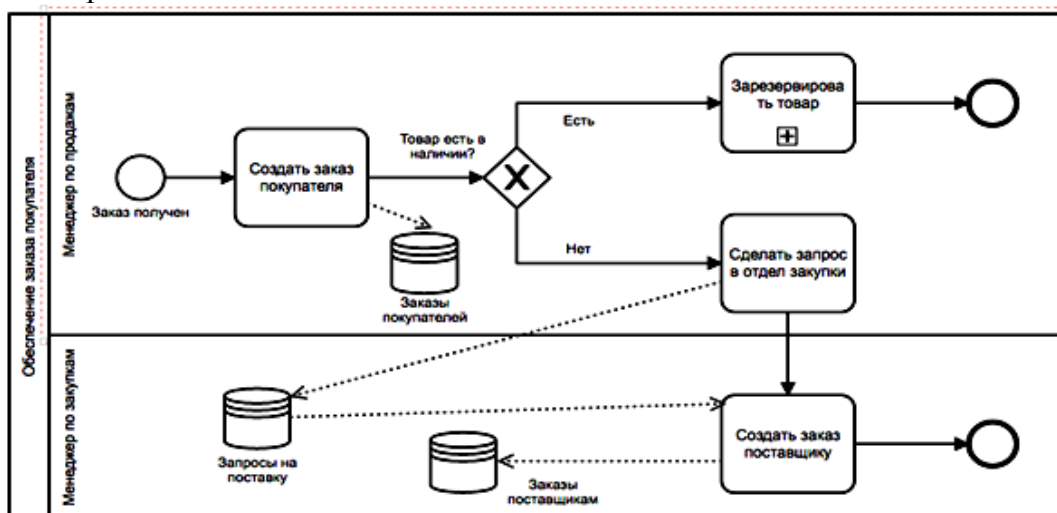 Обеспечение заказа покупателя
Менеджер по продажам
Заказ получен
Создать заказ
покупателя
Заказы
покупателей
Товар есть в
наличии?
Есть
Зарезервирова
ть товар
Нет
Сделать запрос
в отдел закупки
Менеджер по закупкам
Запросы на
поставку
Заказы
поставщикам
Создать заказ
поставщику